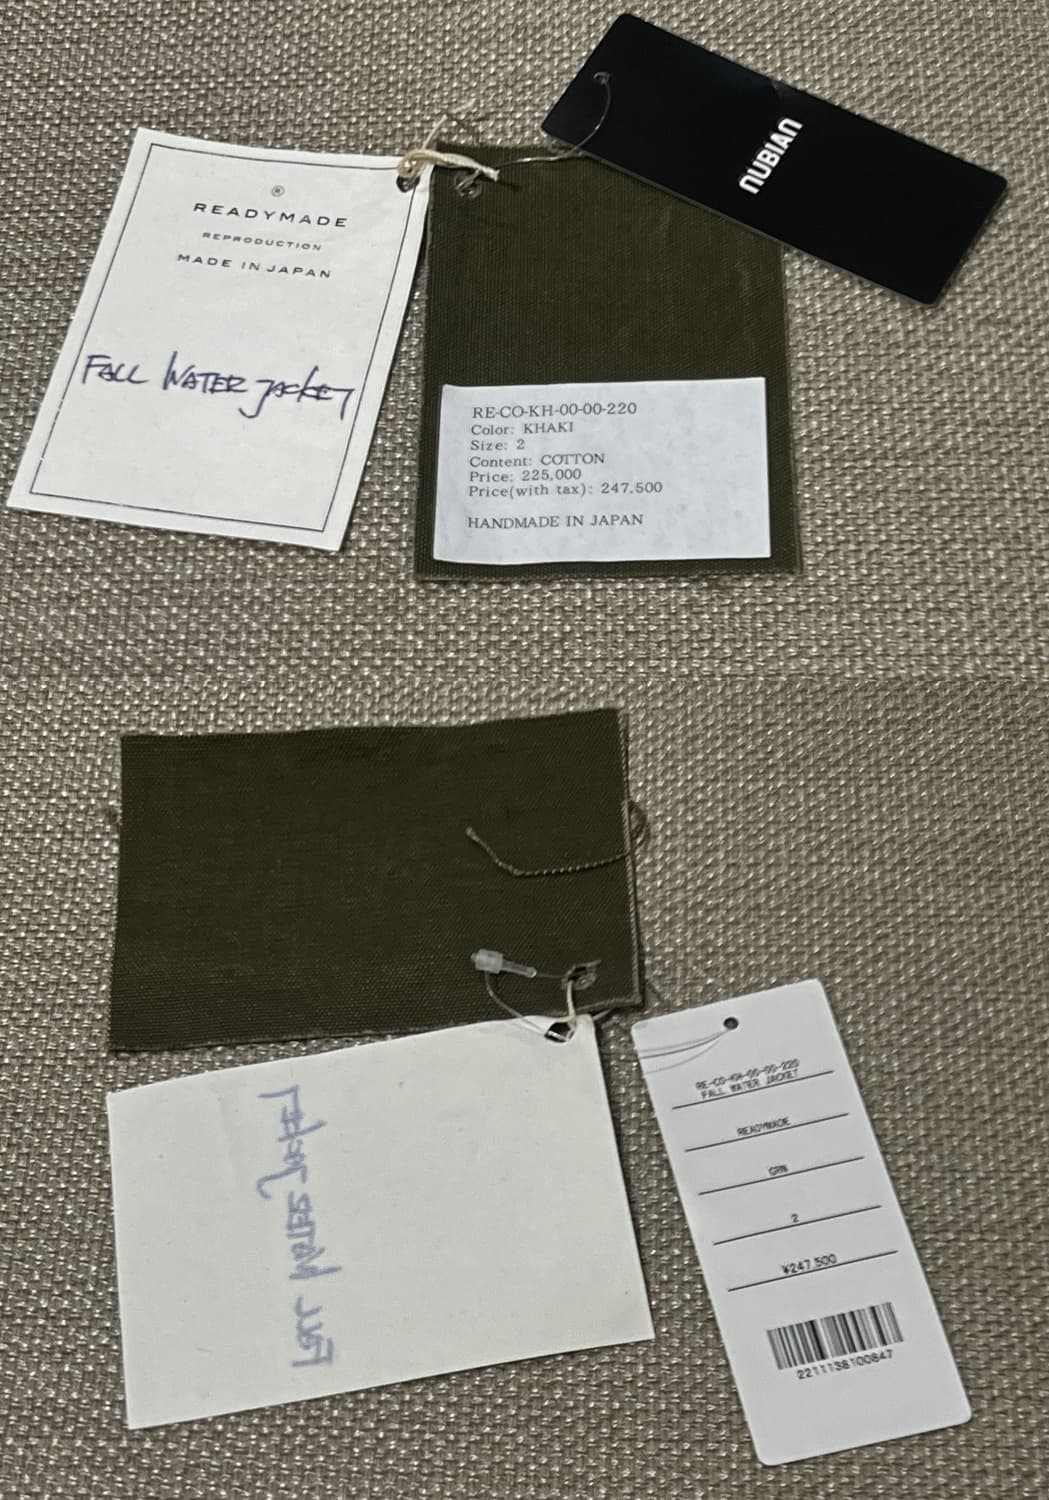 ®
READYMADE
REPRODUCTION
MADE IN JAPAN
FALL WATER JACKET
NUBIAN
RE-CO-KH-00-00-220
Color: KHAKI
Size: 2
Content: COTTON
Price: 225,000
Price(with tax): 247,500
HANDMADE IN JAPAN
FALL WATER JACKET
RE-CO-KH-00-00-220
FALL WATER JACKET
READYMADE
GRN
2
¥247,500
2211138100847